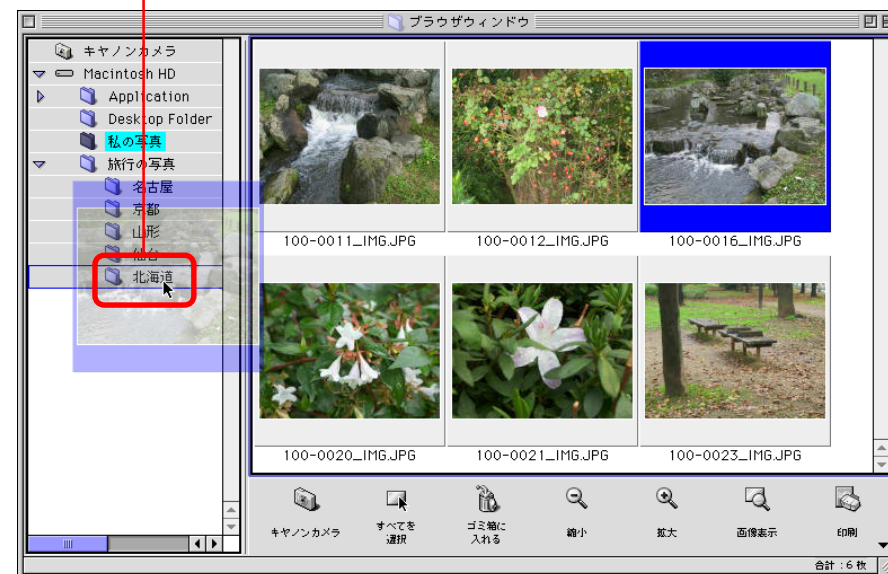 ブラウザウィンドウ
キヤノンカメラ
Macintosh HD
Application
Desktop Folder
私の写真
旅行の写真
名古屋
京都
山形
仙台
北海道
100-0011_IMG.JPG
100-0012_IMG.JPG
100-0016_IMG.JPG
100-0020_IMG.JPG
100-0021_IMG.JPG
100-0023_IMG.JPG
キヤノンカメラ
すべてを
選択
ゴミ箱に
入れる
縮小
拡大
画像表示
印刷
合計 : 6 枚